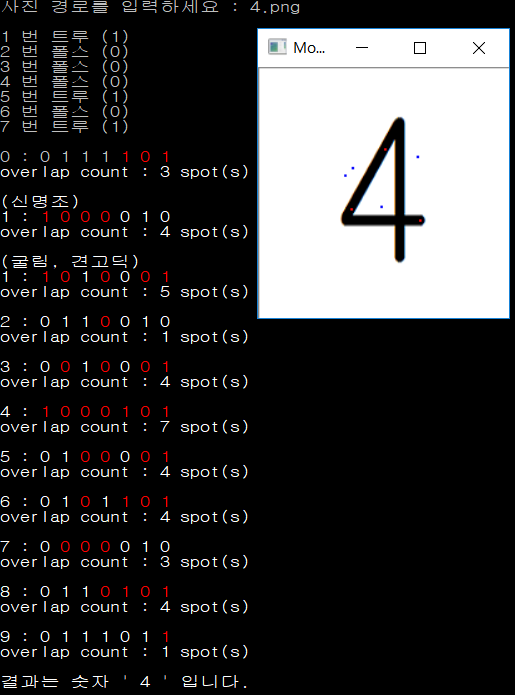 사진 경로를 입력하세요 : 4.png
1 번 트루 (1)
2 번 폴스 (0)
3 번 폴스 (0)
4 번 폴스 (0)
5 번 트루 (1)
6 번 폴스 (0)
7 번 트루 (1)
0 : 0 1 1 1 1 0 1
overlap count : 3 spot(s)
(신명조)
1 : 1 0 0 0 0 1 0
overlap count : 4 spot(s)
(굴림, 견고딕)
1 : 1 0 1 0 0 0 1
overlap count : 5 spot(s)
2 : 0 1 1 0 0 1 0
overlap count : 1 spot(s)
3 : 0 0 1 0 0 0 1
overlap count : 4 spot(s)
4 : 1 0 0 0 1 0 1
overlap count : 7 spot(s)
5 : 0 1 0 0 0 0 1
overlap count : 4 spot(s)
6 : 0 1 0 1 1 0 1
overlap count : 4 spot(s)
7 : 0 0 0 0 0 1 0
overlap count : 3 spot(s)
8 : 0 1 1 0 1 0 1
overlap count : 4 spot(s)
9 : 0 1 1 1 0 1 1
overlap count : 1 spot(s)
결과는 숫자 ' 4 ' 입니다.
Mo...
4